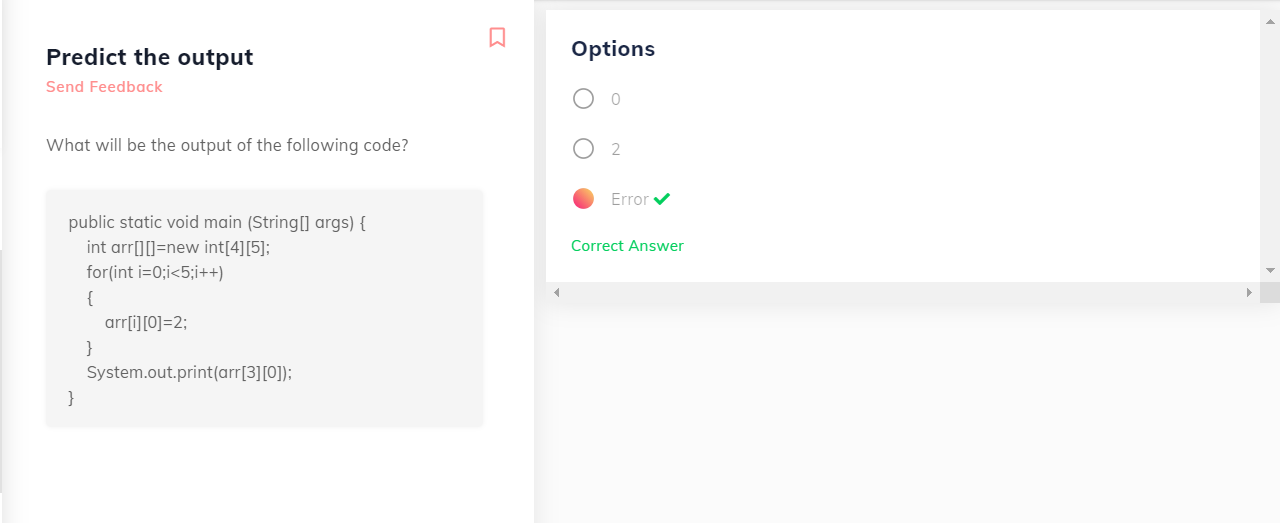 Predict the output
Send Feedback
What will be the output of the following code?
public static void main (String[] args) {
    int arr[][]=new int[4][5];
    for(int i=0;i<5;i++)
    {
        arr[i][0]=2;
    }
    System.out.print(arr[3][0]);
}
Options
0
2
Error
Correct Answer